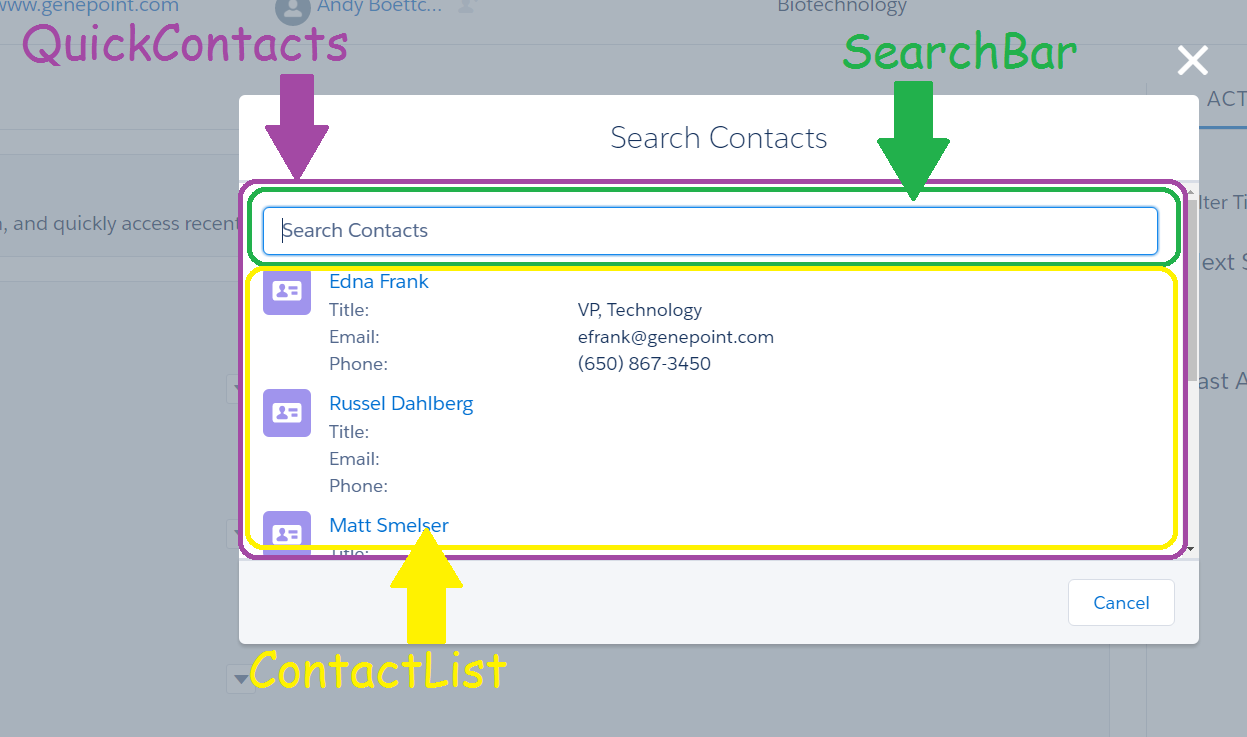 www.genepoint.com Andy Boettc... Biotechnology
QuickContacts
SearchBar
ACT
Search Contacts
lter Ti
, and quickly access recent
Search Contacts
ext S
Edna Frank
Title: VP, Technology
Email: efrank@genepoint.com
Phone: (650) 867-3450
ast A
Russel Dahlberg
Title:
Email:
Phone:
Matt Smelser
Title:
Cancel
ContactList